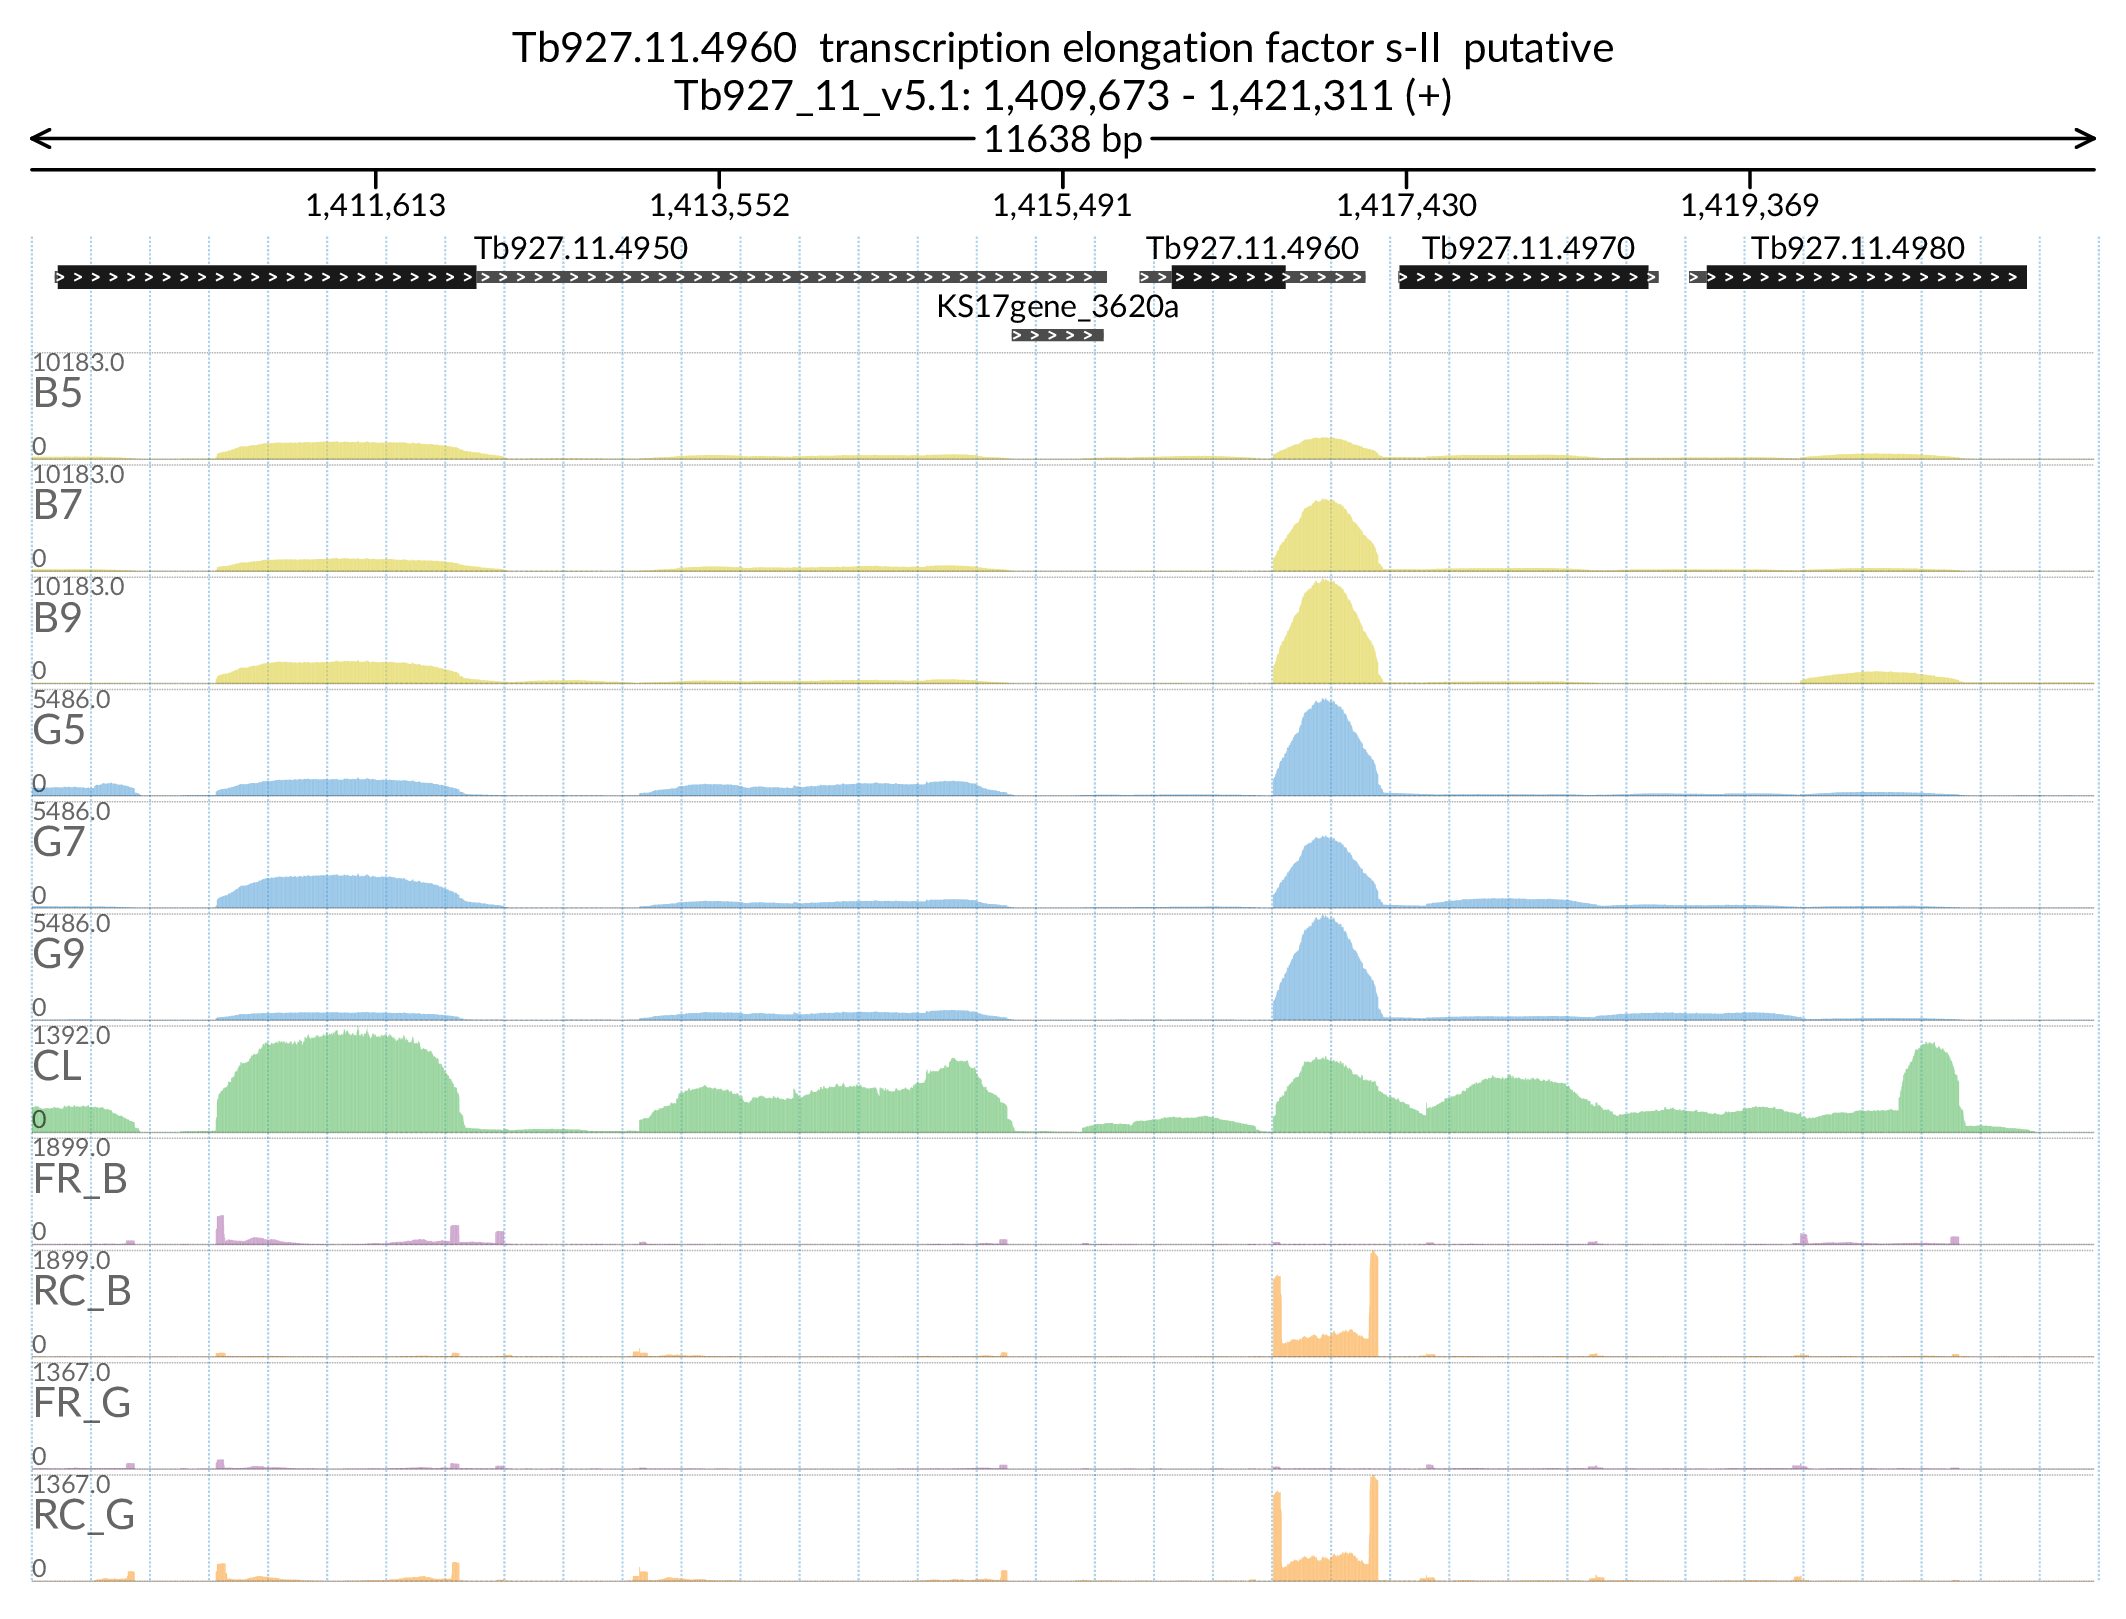 Tb927.11.4960 transcription elongation factor s-II putative
Tb927_11_v5.1: 1,409,673 - 1,421,311 (+)
11638 bp
1,411,613 1,413,552 1,415,491 1,417,430 1,419,369
Tb927.11.4950 Tb927.11.4960 Tb927.11.4970 Tb927.11.4980
KS17gene_3620a
10183.0
B5
0
10183.0
B7
0
10183.0
B9
0
5486.0
G5
0
5486.0
G7
0
5486.0
G9
0
1392.0
CL
0
1899.0
FR_B
0
1899.0
RC_B
0
1367.0
FR_G
0
1367.0
RC_G
0